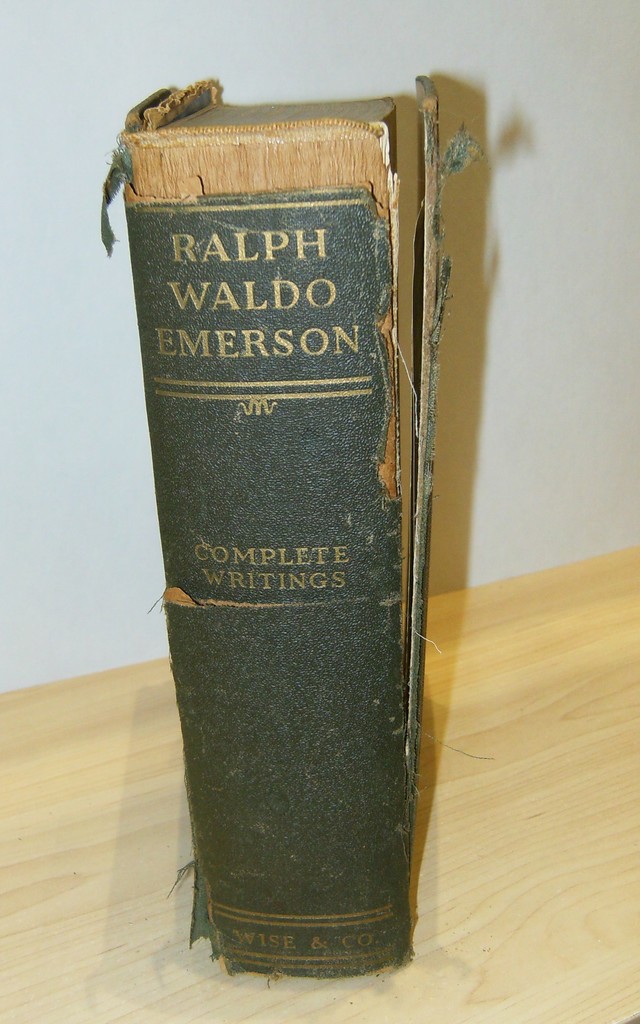 RALPH
WALDO
EMERSON
COMPLETE
WRITINGS
WISE & CO.